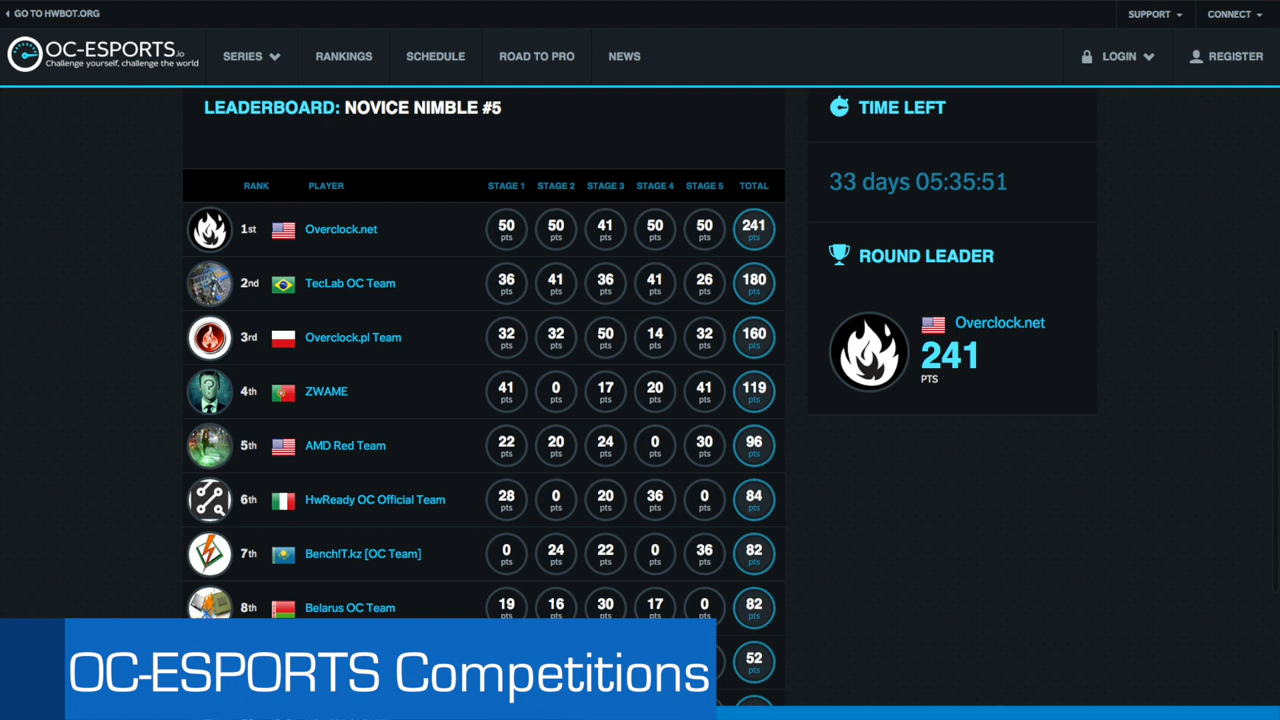 GO TO HWBOT.ORG
SUPPORT CONNECT
OC-ESPORTS.io
Challenge yourself, challenge the world
SERIES RANKINGS SCHEDULE ROAD TO PRO NEWS LOGIN REGISTER
LEADERBOARD: NOVICE NIMBLE #5
RANK PLAYER STAGE 1 STAGE 2 STAGE 3 STAGE 4 STAGE 5 TOTAL
1st Overclock.net 50 pts 50 pts 41 pts 50 pts 50 pts 241 pts
2nd TecLab OC Team 36 pts 41 pts 36 pts 41 pts 26 pts 180 pts
3rd Overclock.pl Team 32 pts 32 pts 50 pts 14 pts 32 pts 160 pts
4th ZWAME 41 pts 0 pts 17 pts 20 pts 41 pts 119 pts
5th AMD Red Team 22 pts 20 pts 24 pts 0 pts 30 pts 96 pts
6th HwReady OC Official Team 28 pts 0 pts 20 pts 36 pts 0 pts 84 pts
7th Bench!T.kz [OC Team] 0 pts 24 pts 22 pts 0 pts 36 pts 82 pts
8th Belarus OC Team 19 pts 16 pts 30 pts 17 pts 0 pts 82 pts
52 pts
TIME LEFT
33 days 05:35:51
ROUND LEADER
Overclock.net
241
PTS
OC-ESPORTS Competitions